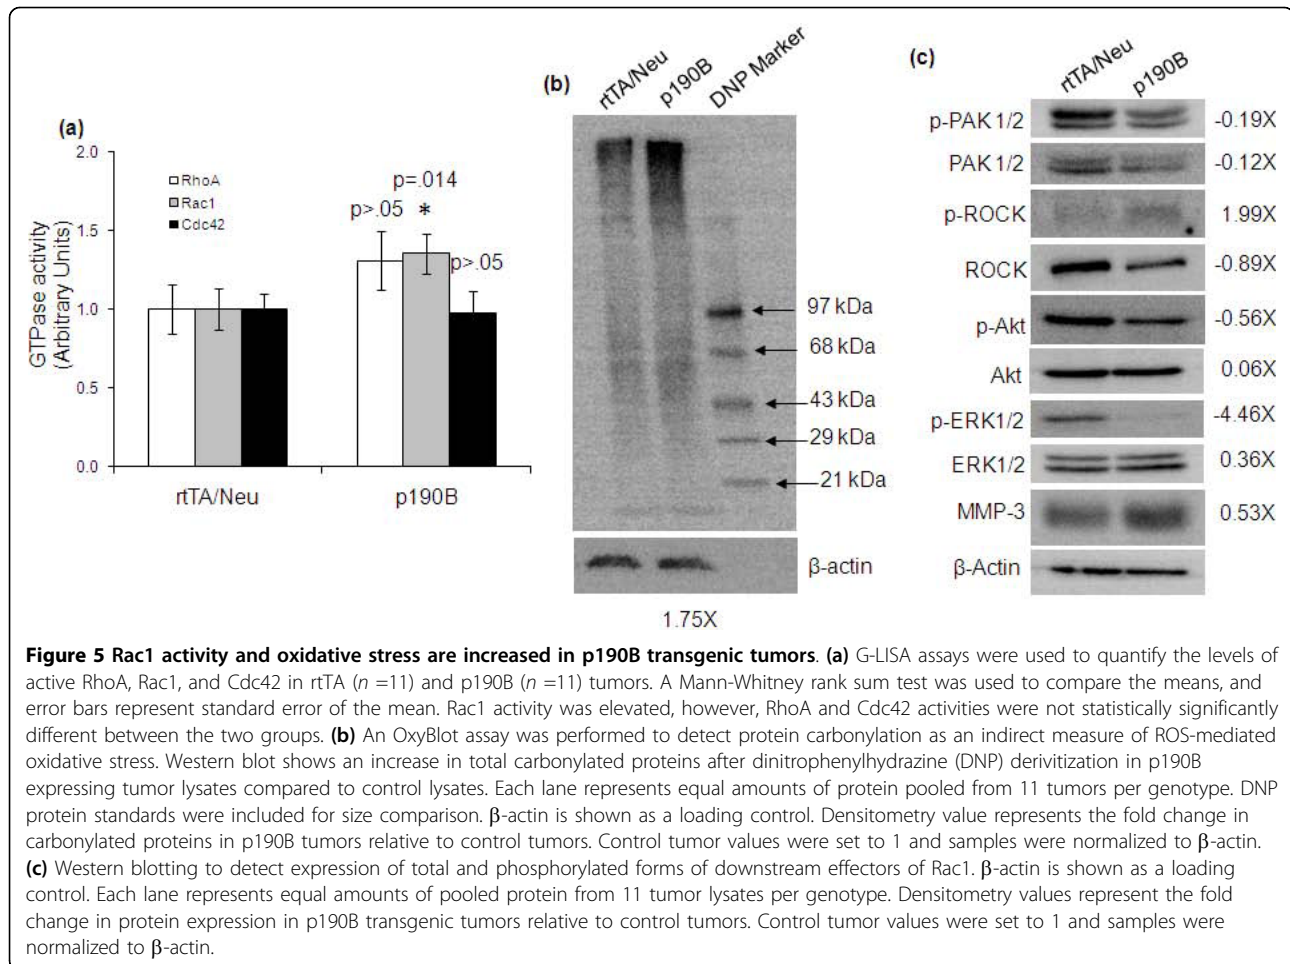 (a)
2.0
1.5
1.0
0.5
0.0
GTPase activity
(Arbitrary Units)
RhoA
Rac1
Cdc42
p>.05
p=.014
*
p>.05
rtTA/Neu
p190B
(b)
rtTA/Neu
p190B
DNP Marker
97 kDa
68 kDa
43 kDa
29 kDa
21 kDa
β-actin
1.75X
(c)
rtTA/Neu
p190B
p-PAK 1/2 -0.19X
PAK 1/2 -0.12X
p-ROCK 1.99X
ROCK -0.89X
p-Akt -0.56X
Akt 0.06X
p-ERK1/2 -4.46X
ERK1/2 0.36X
MMP-3 0.53X
β-Actin
Figure 5 Rac1 activity and oxidative stress are increased in p190B transgenic tumors. (a) G-LISA assays were used to quantify the levels of
active RhoA, Rac1, and Cdc42 in rtTA (n =11) and p190B (n =11) tumors. A Mann-Whitney rank sum test was used to compare the means, and
error bars represent standard error of the mean. Rac1 activity was elevated, however, RhoA and Cdc42 activities were not statistically significantly
different between the two groups. (b) An OxyBlot assay was performed to detect protein carbonylation as an indirect measure of ROS-mediated
oxidative stress. Western blot shows an increase in total carbonylated proteins after dinitrophenylhydrazine (DNP) derivitization in p190B
expressing tumor lysates compared to control lysates. Each lane represents equal amounts of protein pooled from 11 tumors per genotype. DNP
protein standards were included for size comparison. β-actin is shown as a loading control. Densitometry value represents the fold change in
carbonylated proteins in p190B tumors relative to control tumors. Control tumor values were set to 1 and samples were normalized to β-actin.
(c) Western blotting to detect expression of total and phosphorylated forms of downstream effectors of Rac1. β-actin is shown as a loading
control. Each lane represents equal amounts of pooled protein from 11 tumor lysates per genotype. Densitometry values represent the fold
change in protein expression in p190B transgenic tumors relative to control tumors. Control tumor values were set to 1 and samples were
normalized to β-actin.